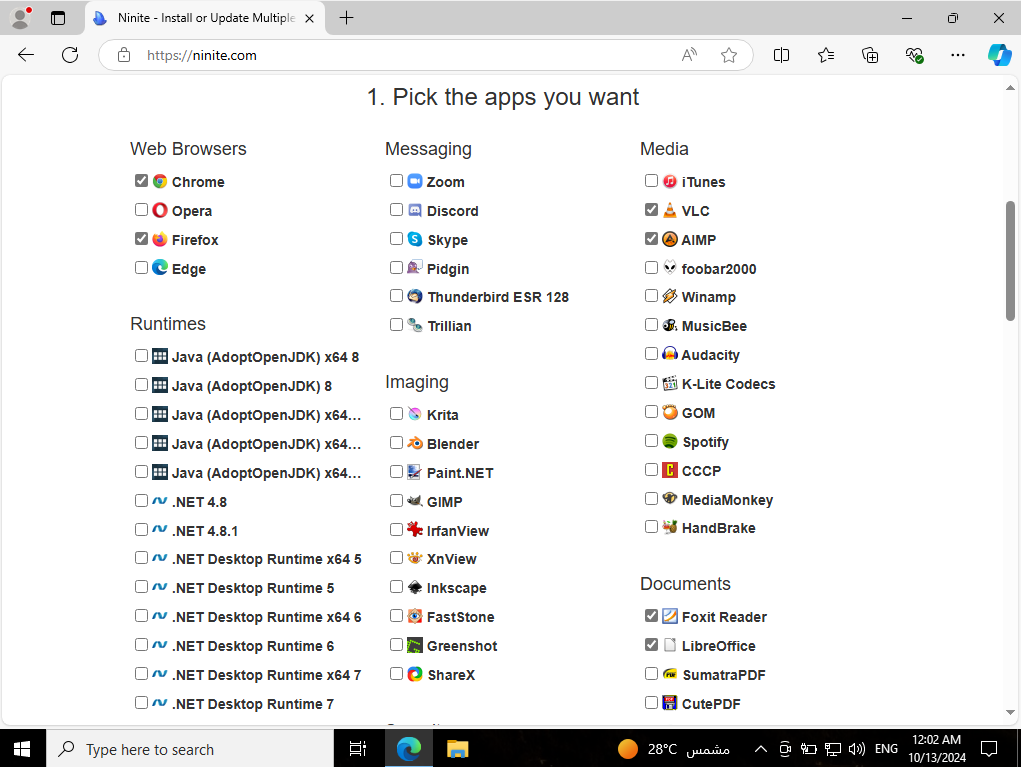 Ninite - Install or Update Multiple
https://ninite.com
1. Pick the apps you want
Web Browsers
Chrome
Opera
Firefox
Edge
Runtimes
Java (AdoptOpenJDK) x64 8
Java (AdoptOpenJDK) 8
Java (AdoptOpenJDK) x64...
Java (AdoptOpenJDK) x64...
Java (AdoptOpenJDK) x64...
.NET 4.8
.NET 4.8.1
.NET Desktop Runtime x64 5
.NET Desktop Runtime 5
.NET Desktop Runtime x64 6
.NET Desktop Runtime 6
.NET Desktop Runtime x64 7
.NET Desktop Runtime 7
Messaging
Zoom
Discord
Skype
Pidgin
Thunderbird ESR 128
Trillian
Imaging
Krita
Blender
Paint.NET
GIMP
IrfanView
XnView
Inkscape
FastStone
Greenshot
ShareX
Media
iTunes
VLC
AIMP
foobar2000
Winamp
MusicBee
Audacity
K-Lite Codecs
GOM
Spotify
CCCP
MediaMonkey
HandBrake
Documents
Foxit Reader
LibreOffice
SumatraPDF
CutePDF
Type here to search
28°C مشمس
ENG
12:02 AM
10/13/2024